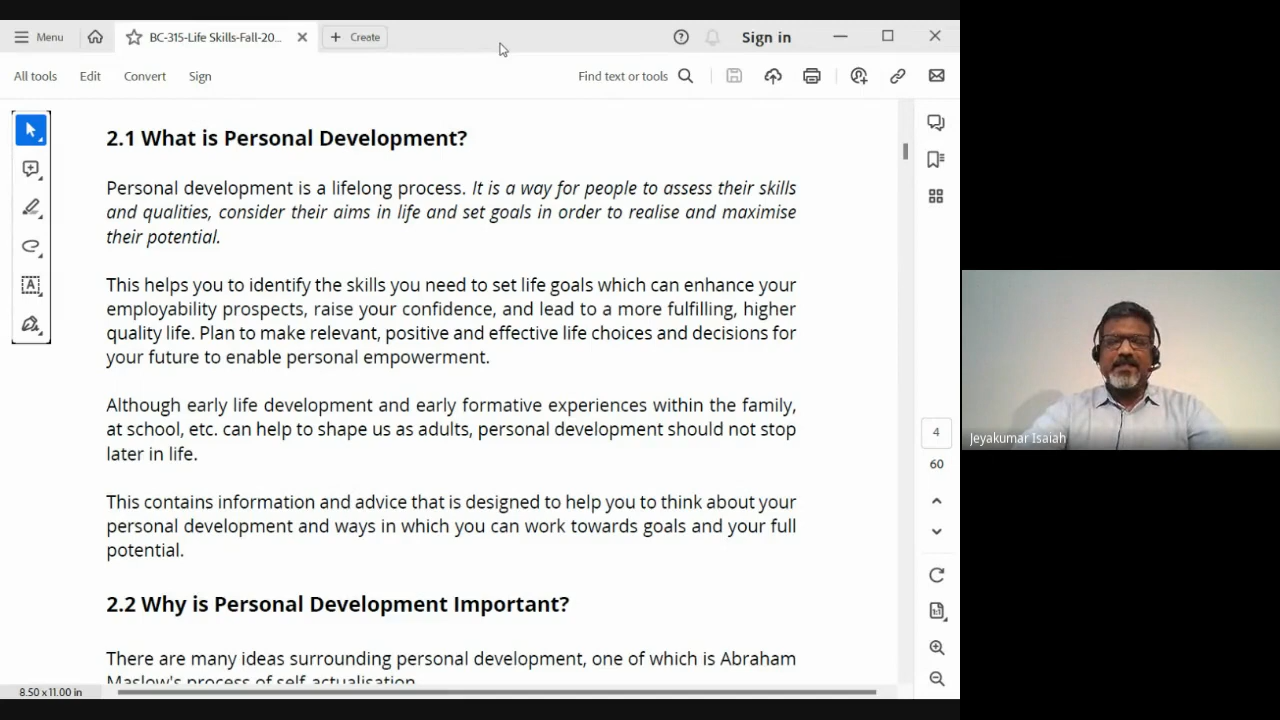 Menu
BC-315-Life Skills-Fall-20...
Create
Sign in
All tools
Edit
Convert
Sign
Find text or tools
2.1 What is Personal Development?
Personal development is a lifelong process. It is a way for people to assess their skills
and qualities, consider their aims in life and set goals in order to realise and maximise
their potential.
This helps you to identify the skills you need to set life goals which can enhance your
employability prospects, raise your confidence, and lead to a more fulfilling, higher
quality life. Plan to make relevant, positive and effective life choices and decisions for
your future to enable personal empowerment.
Although early life development and early formative experiences within the family,
at school, etc. can help to shape us as adults, personal development should not stop
later in life.
This contains information and advice that is designed to help you to think about your
personal development and ways in which you can work towards goals and your full
potential.
2.2 Why is Personal Development Important?
There are many ideas surrounding personal development, one of which is Abraham
Maslow's process of self actualisation
8.50 x 11.00 in
4
60
Jeyakumar Isaiah